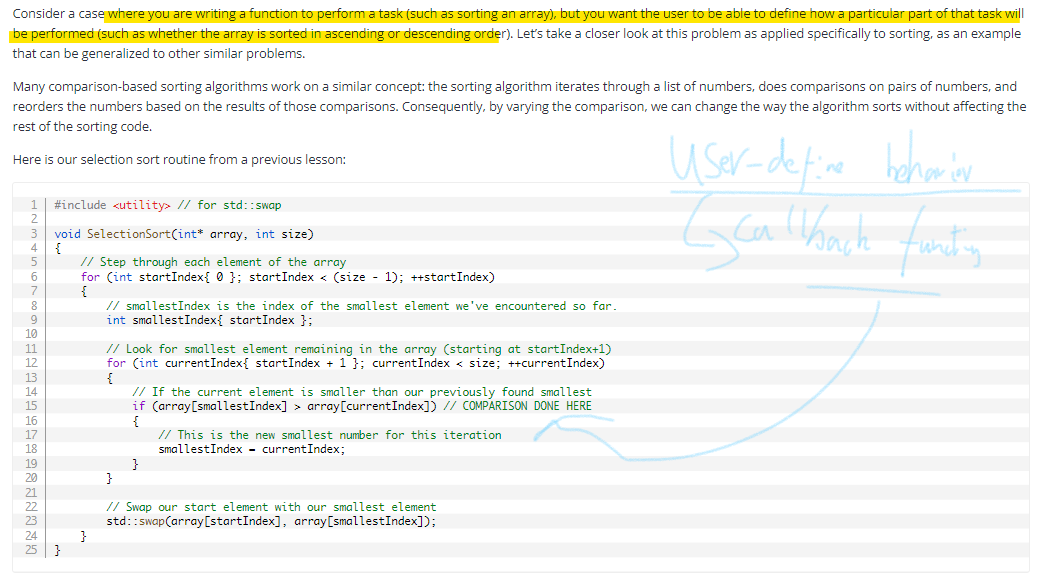 Consider a case where you are writing a function to perform a task (such as sorting an array), but you want the user to be able to define how a particular part of that task will
be performed (such as whether the array is sorted in ascending or descending order). Let's take a closer look at this problem as applied specifically to sorting, as an example
that can be generalized to other similar problems.
Many comparison-based sorting algorithms work on a similar concept: the sorting algorithm iterates through a list of numbers, does comparisons on pairs of numbers, and
reorders the numbers based on the results of those comparisons. Consequently, by varying the comparison, we can change the way the algorithm sorts without affecting the
rest of the sorting code.
Here is our selection sort routine from a previous lesson:
User-define behavior
callback function
1 #include <utility> // for std::swap
2
3 void SelectionSort(int* array, int size)
4 {
5 // Step through each element of the array
6 for (int startIndex{ 0 }; startIndex < (size - 1); ++startIndex)
7 {
8 // smallestIndex is the index of the smallest element we've encountered so far.
9 int smallestIndex{ startIndex };
10
11 // Look for smallest element remaining in the array (starting at startIndex+1)
12 for (int currentIndex{ startIndex + 1 }; currentIndex < size; ++currentIndex)
13 {
14 // If the current element is smaller than our previously found smallest
15 if (array[smallestIndex] > array[currentIndex]) // COMPARISON DONE HERE
16 {
17 // This is the new smallest number for this iteration
18 smallestIndex = currentIndex;
19 }
20 }
21
22 // Swap our start element with our smallest element
23 std::swap(array[startIndex], array[smallestIndex]);
24 }
25 }